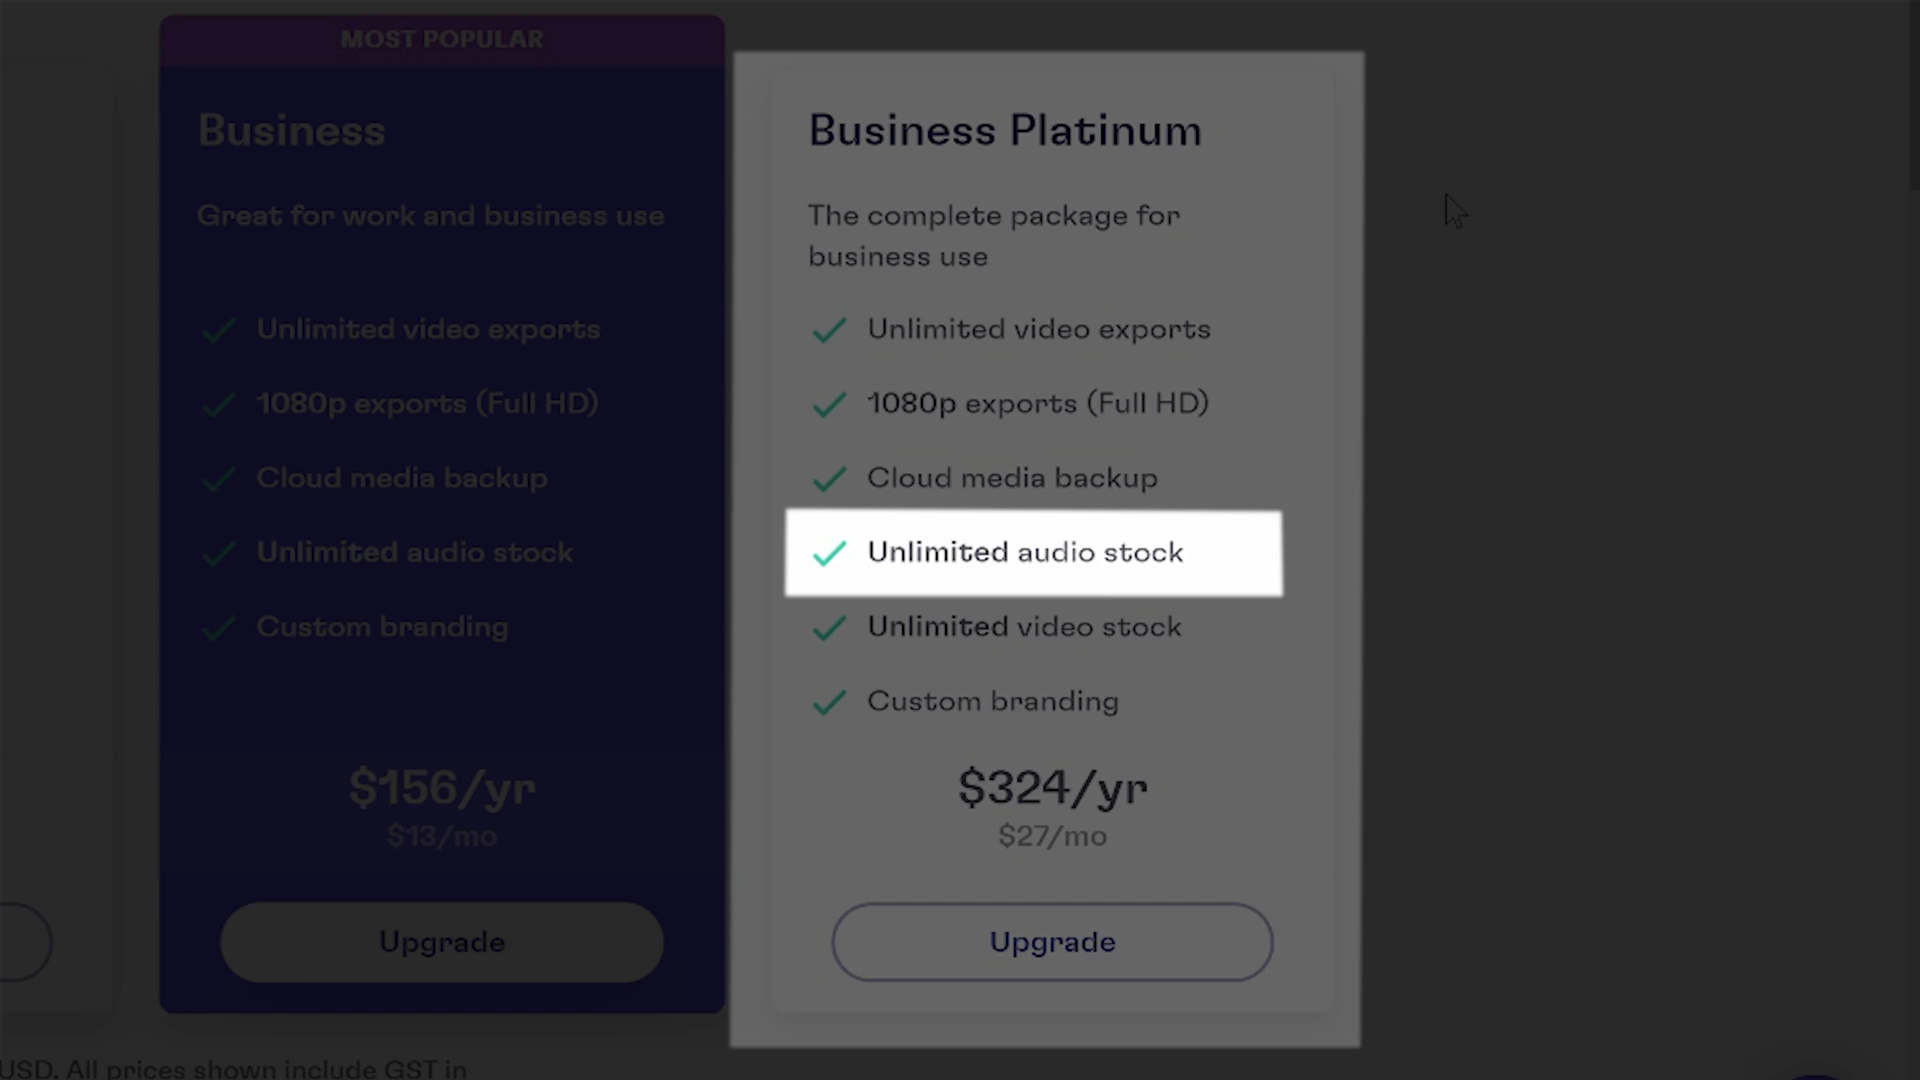 MOST POPULAR
Business
Great for work and business use
Unlimited video exports
1080p exports (Full HD)
Cloud media backup
Unlimited audio stock
Custom branding
$156/yr
$13/mo
Upgrade
Business Platinum
The complete package for
business use
Unlimited video exports
1080p exports (Full HD)
Cloud media backup
Unlimited audio stock
Unlimited video stock
Custom branding
$324/yr
$27/mo
Upgrade
USD. All prices shown include GST in